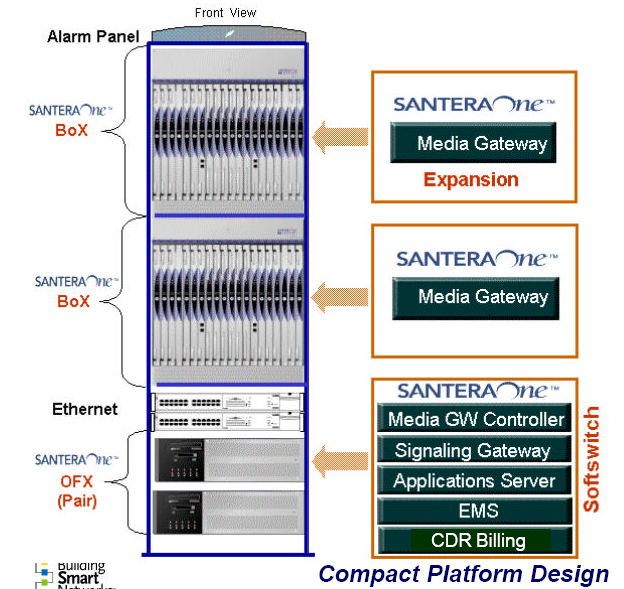 Front View
Alarm Panel
SANTERAOne™
BoX
SANTERAOne™
Media Gateway
Expansion
SANTERAOne™
BoX
SANTERAOne™
Media Gateway
Ethernet
SANTERAOne™
OFX
(Pair)
SANTERAOne™
Media GW Controller
Signaling Gateway
Applications Server
EMS
CDR Billing
Softswitch
Building
Smart
Networks
Compact Platform Design